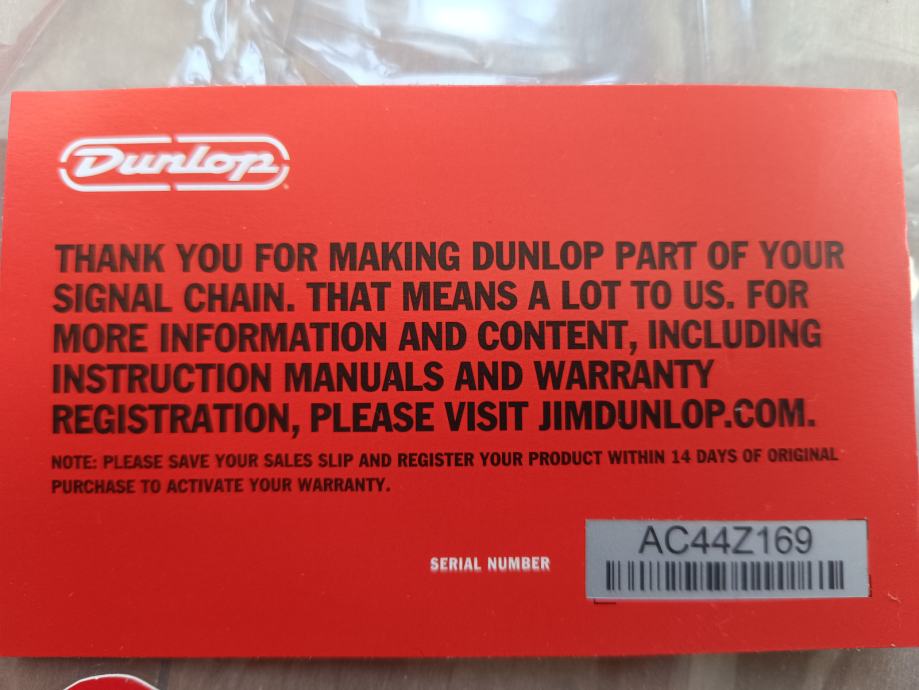 Dunlop
THANK YOU FOR MAKING DUNLOP PART OF YOUR
SIGNAL CHAIN. THAT MEANS A LOT TO US. FOR
MORE INFORMATION AND CONTENT, INCLUDING
INSTRUCTION MANUALS AND WARRANTY
REGISTRATION, PLEASE VISIT JIMDUNLOP.COM.
NOTE: PLEASE SAVE YOUR SALES SLIP AND REGISTER YOUR PRODUCT WITHIN 14 DAYS OF ORIGINAL
PURCHASE TO ACTIVATE YOUR WARRANTY.
SERIAL NUMBER
AC44Z169